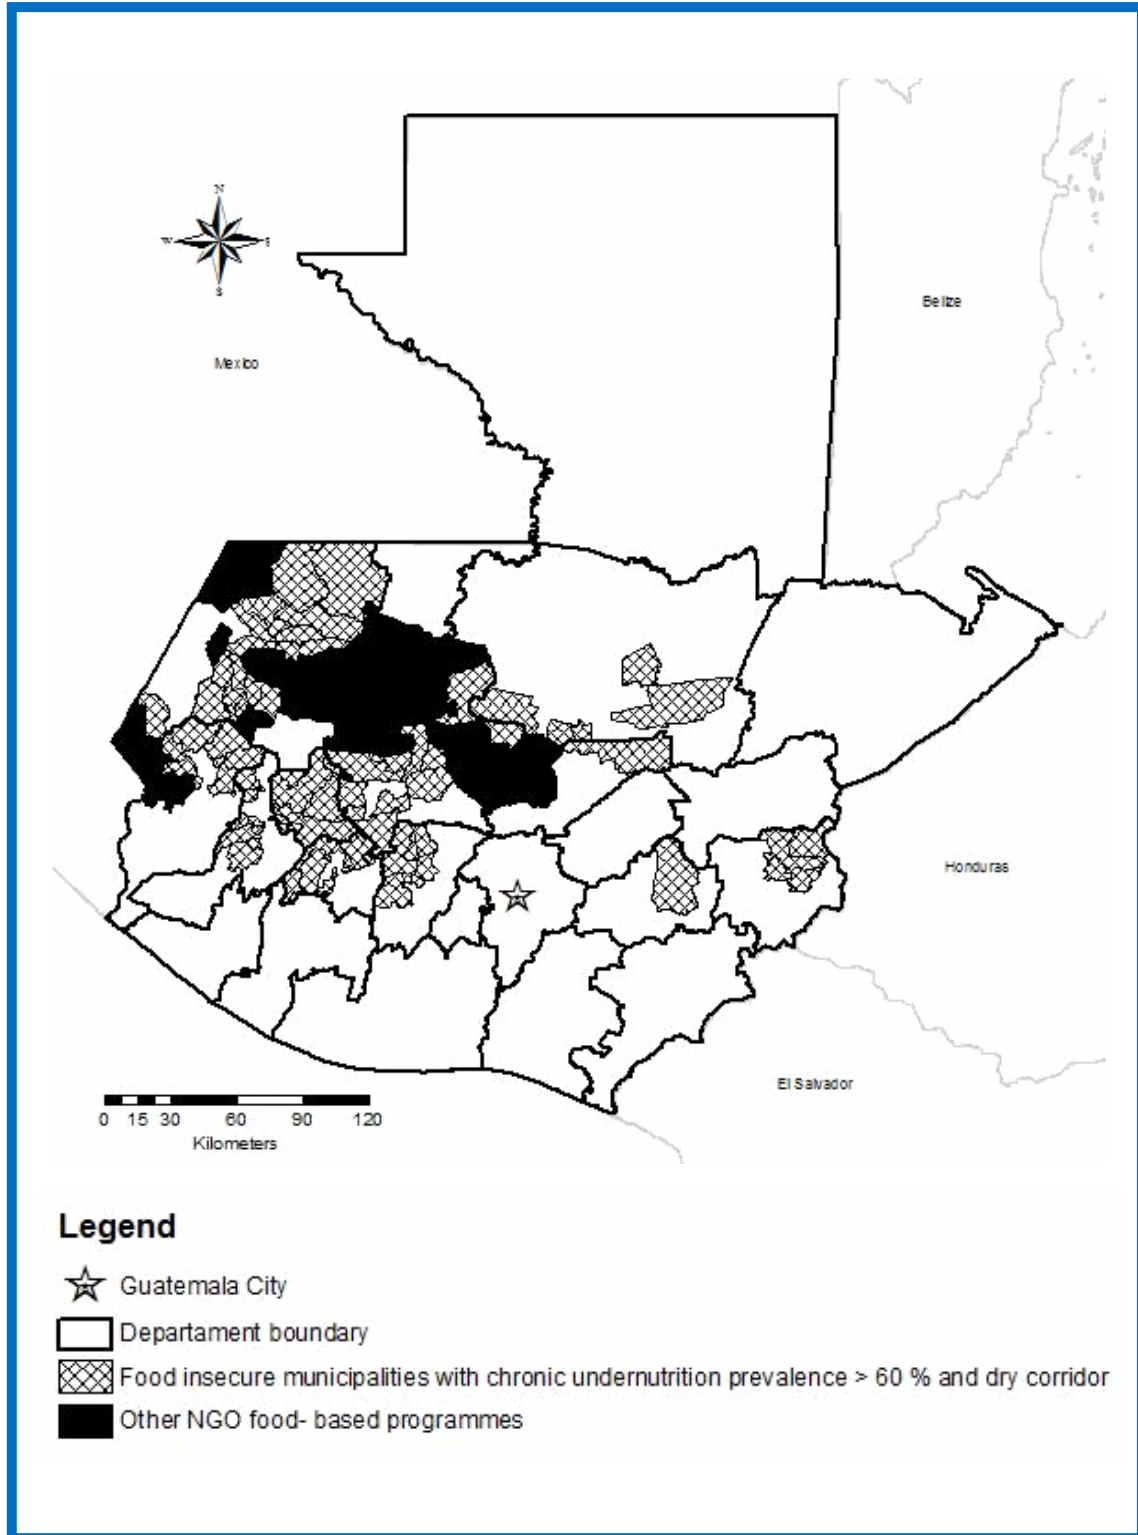 N
W E
S
Belize
Mexico
Honduras
El Salvador
0 15 30 60 90 120
Kilometers
Legend
Guatemala City
Departament boundary
Food insecure municipalities with chronic undernutrition prevalence > 60 % and dry corridor
Other NGO food- based programmes